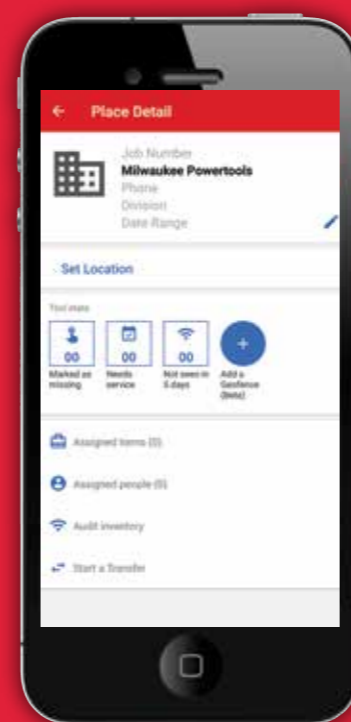 Place Detail
Job Number
Milwaukee Powertools
Phone
Division
Date Range
Set Location
Tool stats
00
00
00
Marked as missing
Needs service
Not seen in 5 days
Add a Geofence (Beta)
Assigned items (0)
Assigned people (0)
Audit inventory
Start a Transfer